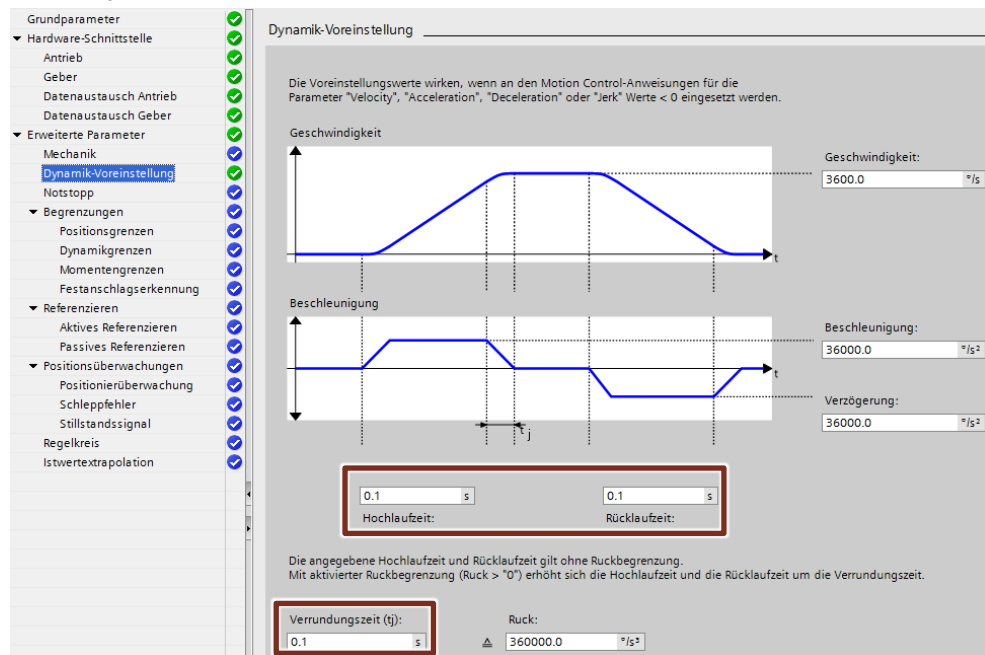 Grundparameter
Hardware-Schnittstelle
Antrieb
Geber
Datenaustausch Antrieb
Datenaustausch Geber
Erweiterte Parameter
Mechanik
Dynamik-Voreinstellung
Notstopp
Begrenzungen
Positionsgrenzen
Dynamikgrenzen
Momentengrenzen
Festanschlagserkennung
Referenzieren
Aktives Referenzieren
Passives Referenzieren
Positionsüberwachungen
Positionierüberwachung
Schleppfehler
Stillstandssignal
Regelkreis
Istwertextrapolation
Dynamik-Voreinstellung
Die Voreinstellungswerte wirken, wenn an den Motion Control-Anweisungen für die
Parameter "Velocity", "Acceleration", "Deceleration" oder "Jerk" Werte < 0 eingesetzt werden.
Geschwindigkeit
t
Geschwindigkeit:
3600.0 °/s
Beschleunigung
t
tj
Beschleunigung:
36000.0 °/s²
Verzögerung:
36000.0 °/s²
0.1 s 0.1 s
Hochlaufzeit: Rücklaufzeit:
Die angegebene Hochlaufzeit und Rücklaufzeit gilt ohne Ruckbegrenzung.
Mit aktivierter Ruckbegrenzung (Ruck > "0") erhöht sich die Hochlaufzeit und die Rücklaufzeit um die Verrundungszeit.
Verrundungszeit (tj): Ruck:
0.1 s ≙ 360000.0 °/s³